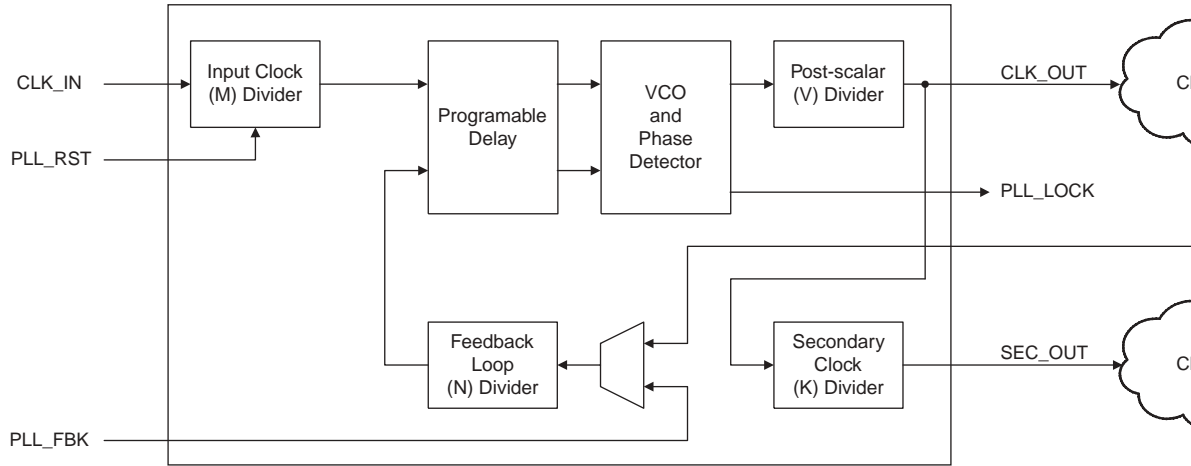 CLK_IN
Input Clock
(M) Divider
PLL_RST
Programable
Delay
VCO
and
Phase
Detector
Post-scalar
(V) Divider
CLK_OUT
PLL_LOCK
Feedback
Loop
(N) Divider
Secondary
Clock
(K) Divider
SEC_OUT
PLL_FBK